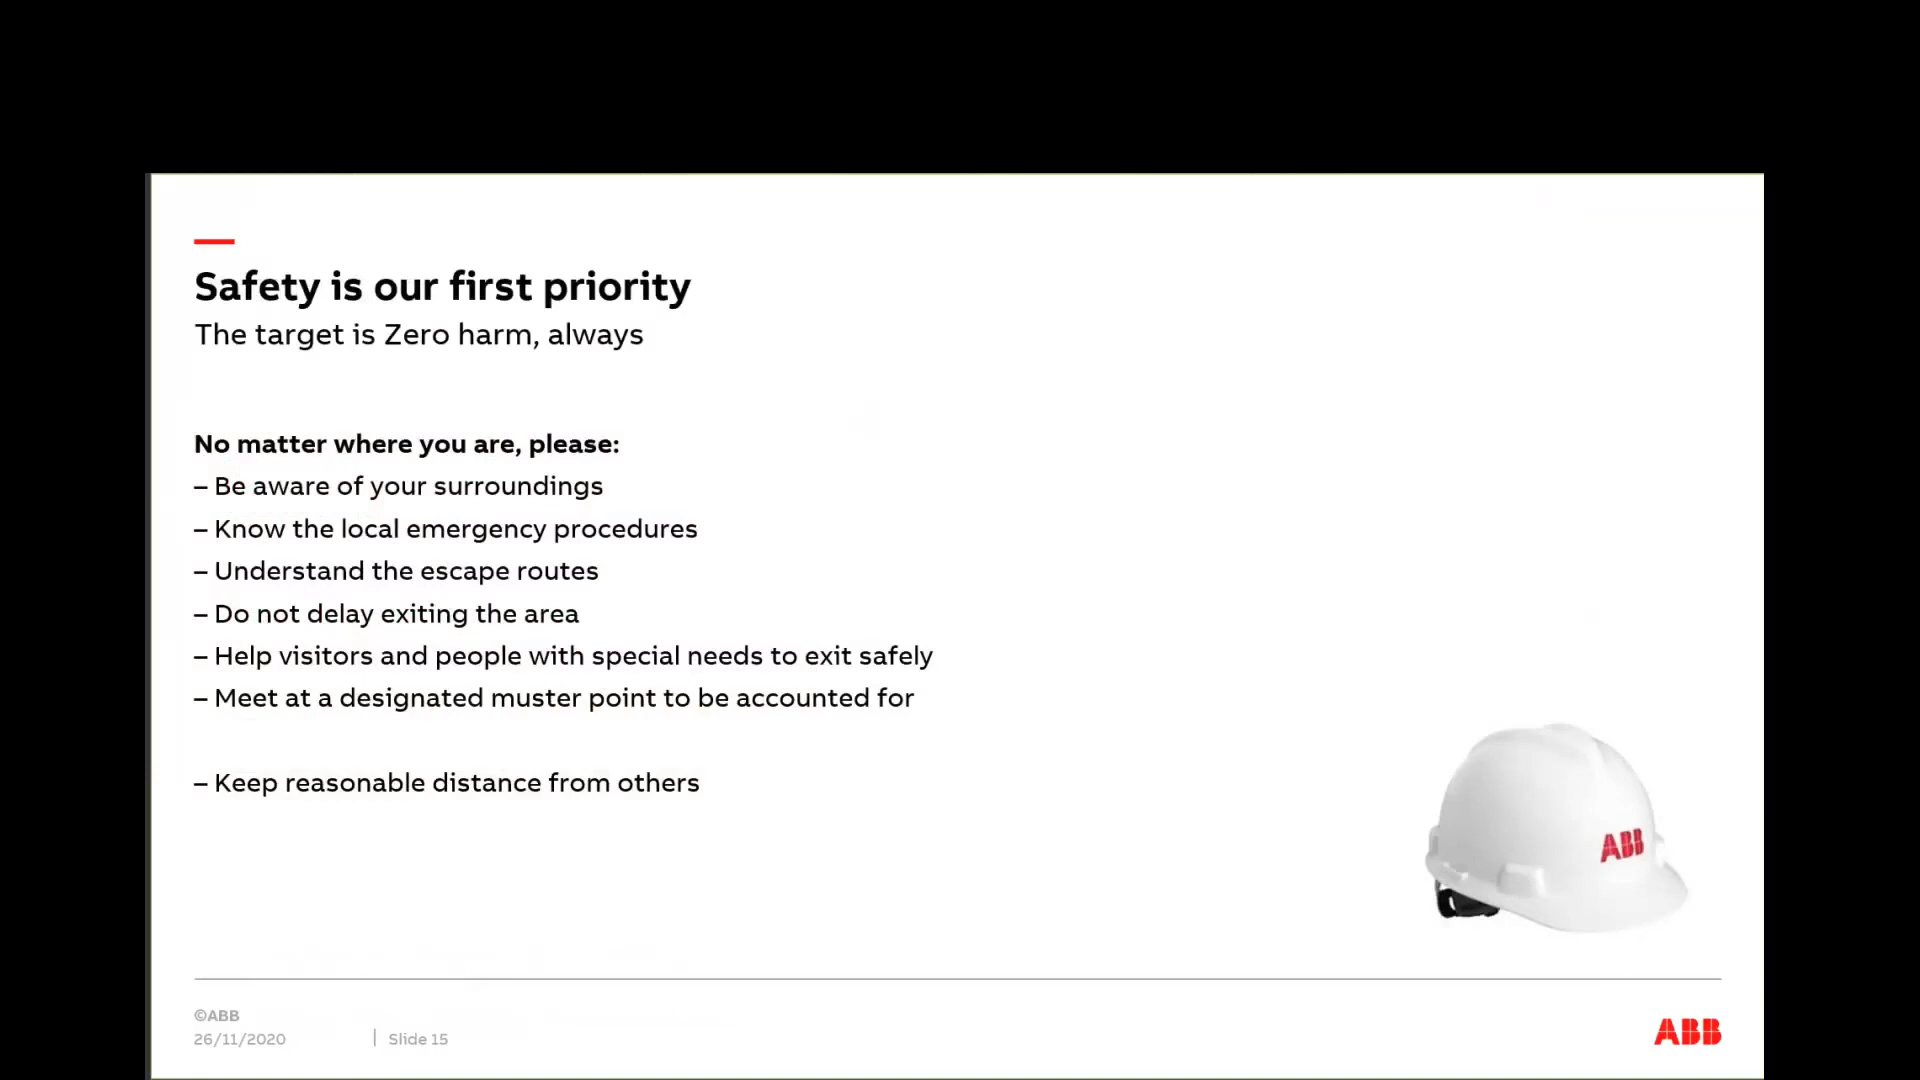 Safety is our first priority
The target is Zero harm, always
No matter where you are, please:
– Be aware of your surroundings
– Know the local emergency procedures
– Understand the escape routes
– Do not delay exiting the area
– Help visitors and people with special needs to exit safely
– Meet at a designated muster point to be accounted for
– Keep reasonable distance from others
ABB
©ABB
26/11/2020 | Slide 15
ABB